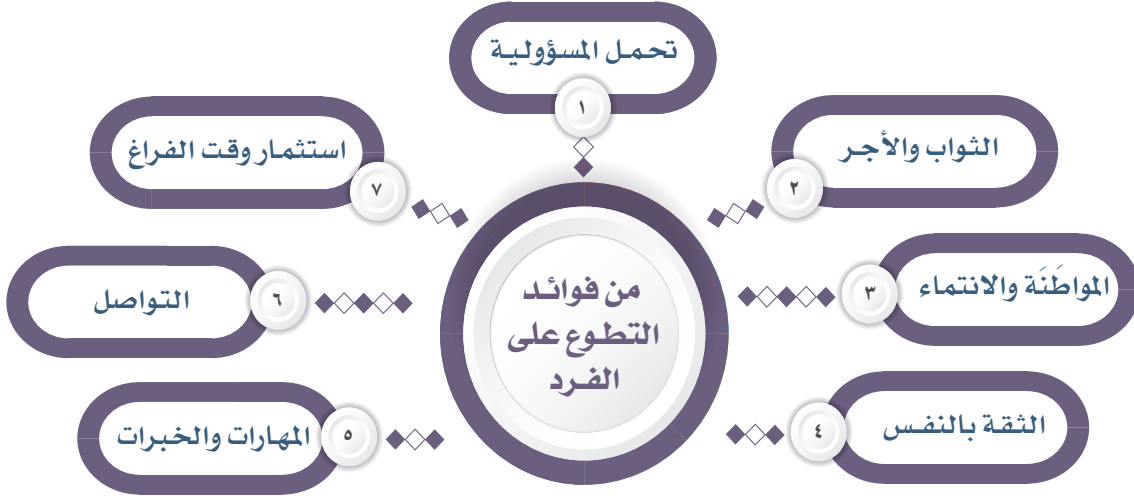 من فوائد
التطوع على
الفرد
تحمل المسؤولية
١
الثواب والأجر
٢
المواطَنَة والانتماء
٣
الثقة بالنفس
٤
المهارات والخبرات
٥
التواصل
٦
استثمار وقت الفراغ
٧